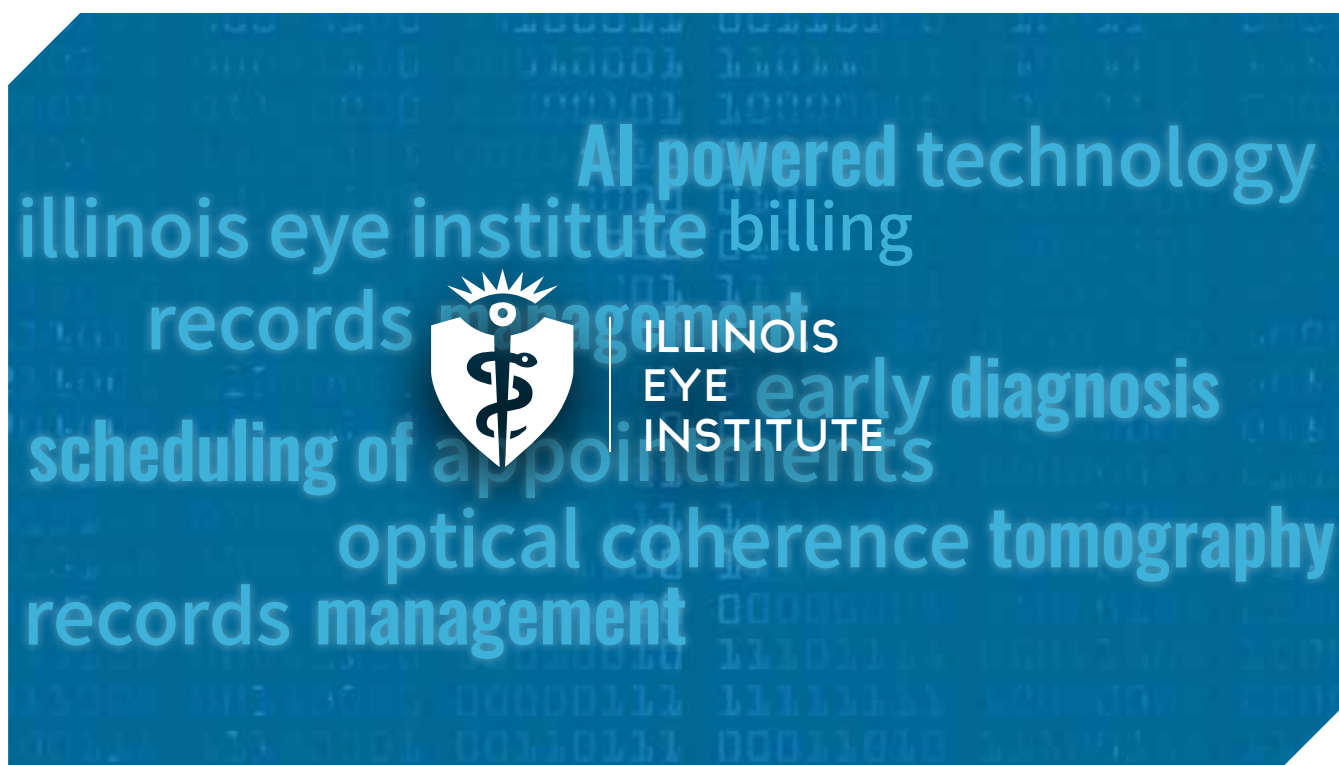 AI powered technology
illinois eye institute billing
records management
ILLINOIS
EYE
INSTITUTE
early diagnosis
scheduling of appointments
optical coherence tomography
records management